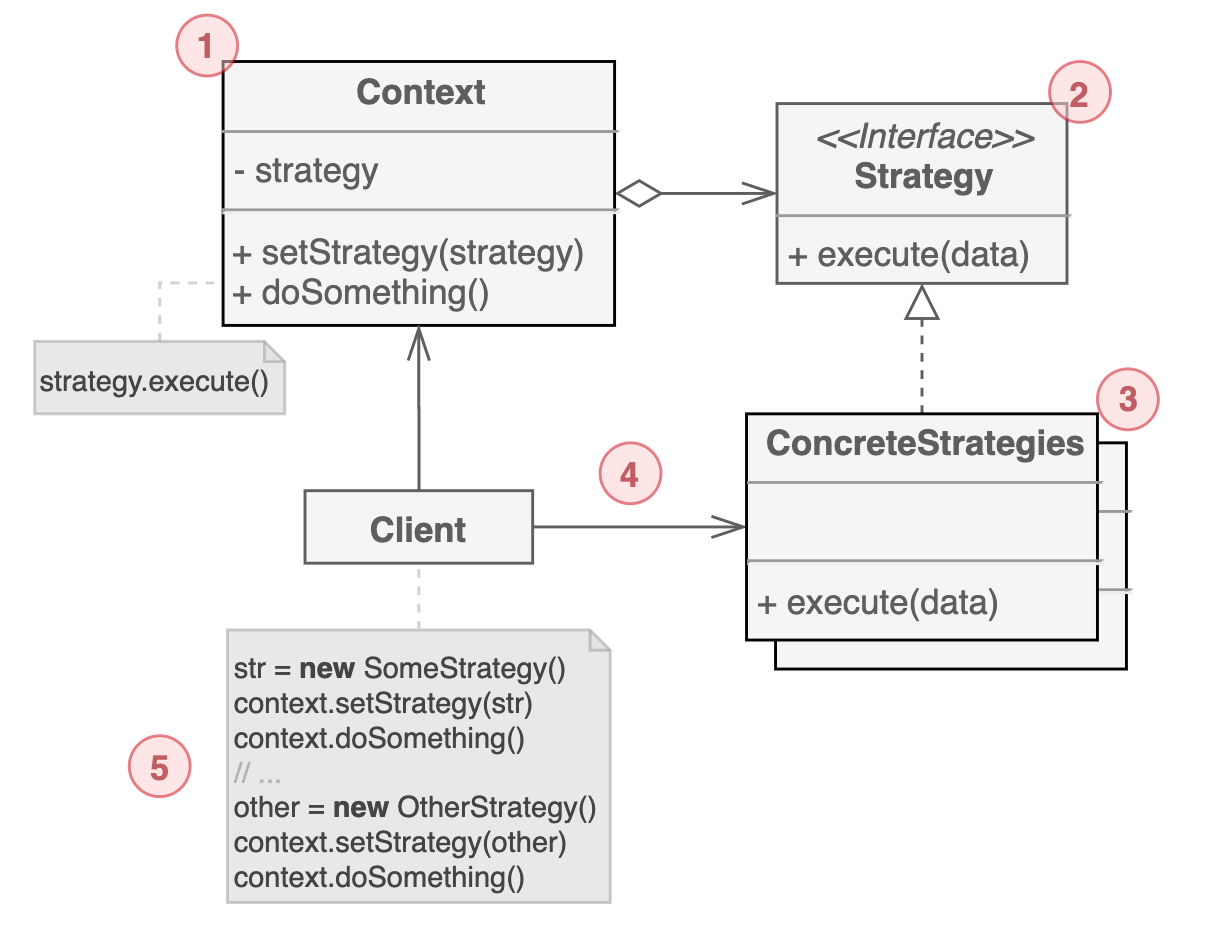 1
Context
- strategy
+ setStrategy(strategy)
+ doSomething()
strategy.execute()
2
<<Interface>>
Strategy
+ execute(data)
3
ConcreteStrategies
+ execute(data)
4
Client
5
str = new SomeStrategy()
context.setStrategy(str)
context.doSomething()
// ...
other = new OtherStrategy()
context.setStrategy(other)
context.doSomething()